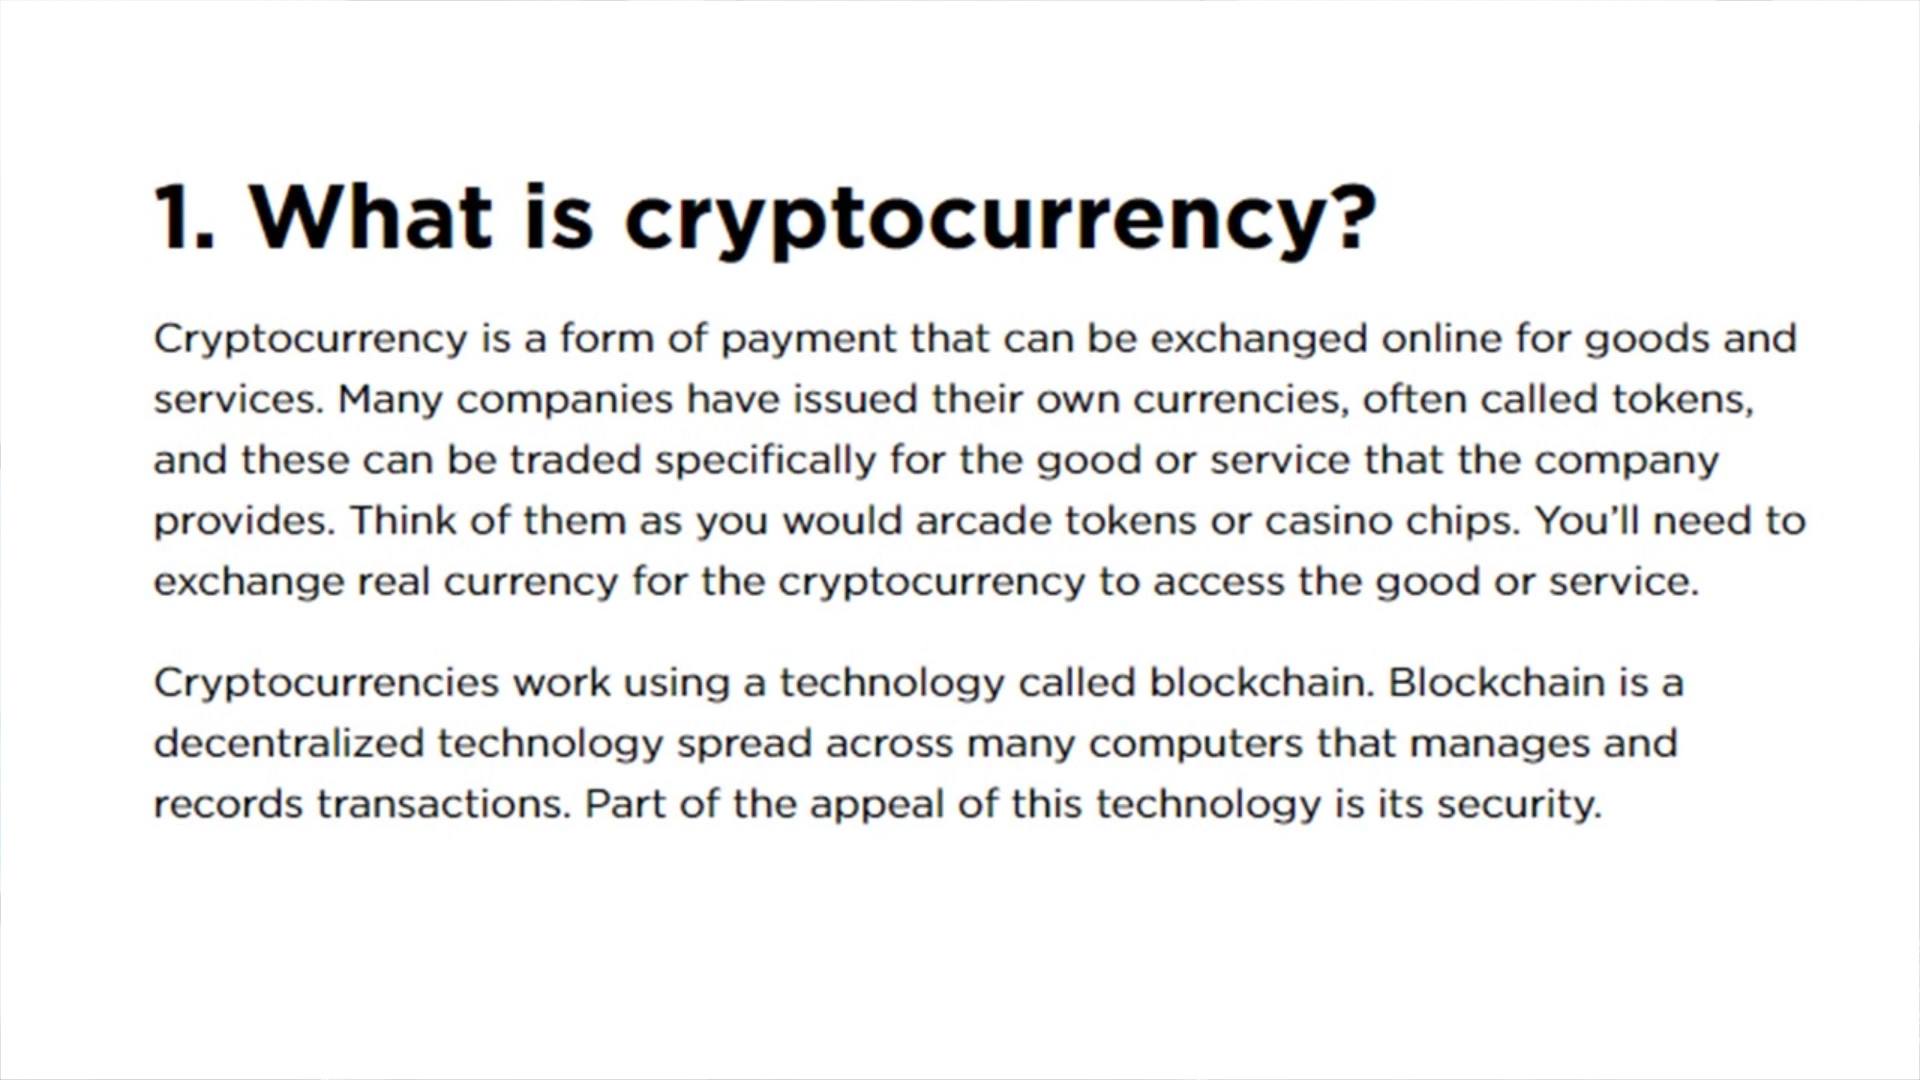 1. What is cryptocurrency?
Cryptocurrency is a form of payment that can be exchanged online for goods and
services. Many companies have issued their own currencies, often called tokens,
and these can be traded specifically for the good or service that the company
provides. Think of them as you would arcade tokens or casino chips. You’ll need to
exchange real currency for the cryptocurrency to access the good or service.
Cryptocurrencies work using a technology called blockchain. Blockchain is a
decentralized technology spread across many computers that manages and
records transactions. Part of the appeal of this technology is its security.